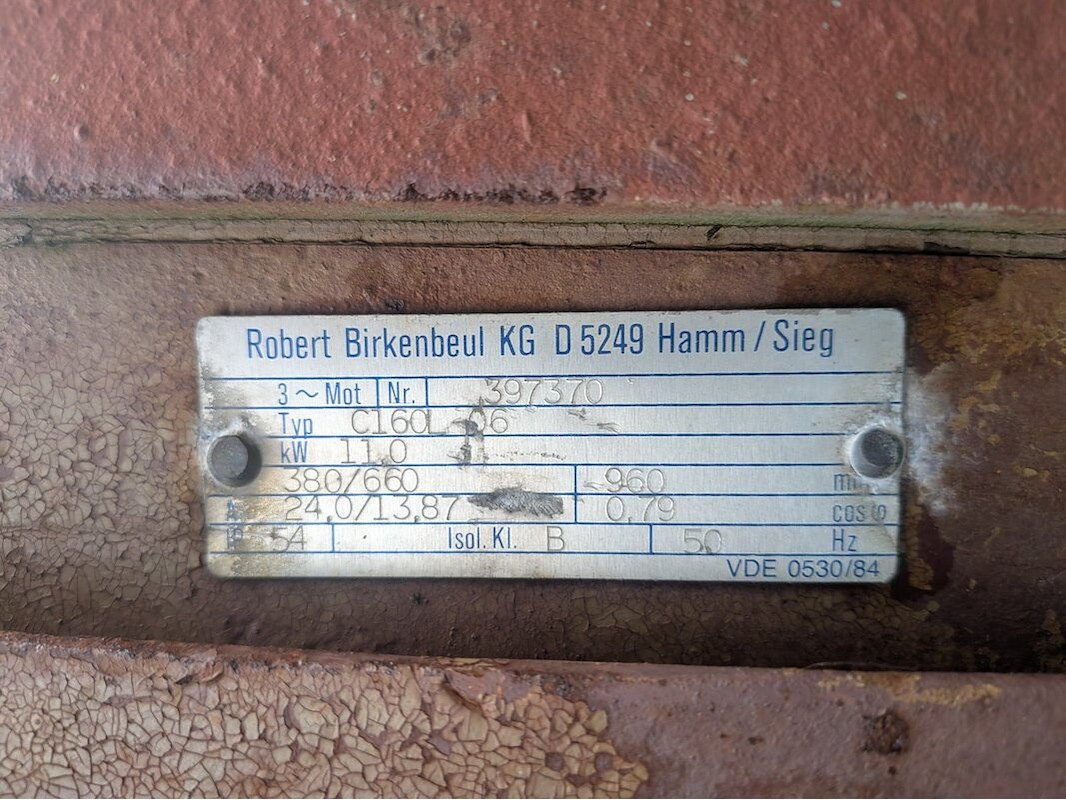 Robert Birkenbeul KG D 5249 Hamm / Sieg
3 ~ Mot Nr. 397370
Typ C160L-06
kW 11.0
380/660 960
24,0/13,87 0,79 cos φ
54 Isol. Kl. B 50 Hz
VDE 0530/84